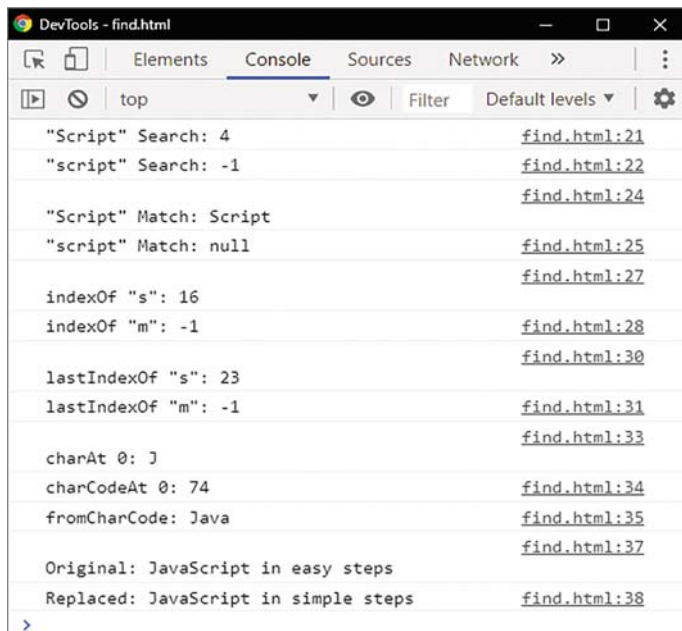 DevTools - find.html
Elements Console Sources Network »
top Filter Default levels ▼
"Script" Search: 4 find.html:21
"script" Search: -1 find.html:22
find.html:24
"Script" Match: Script
"script" Match: null find.html:25
find.html:27
indexOf "s": 16
indexOf "m": -1 find.html:28
find.html:30
lastIndexOf "s": 23
lastIndexOf "m": -1 find.html:31
find.html:33
charAt 0: J
charCodeAt 0: 74 find.html:34
fromCharCode: Java find.html:35
find.html:37
Original: JavaScript in easy steps
Replaced: JavaScript in simple steps find.html:38
>